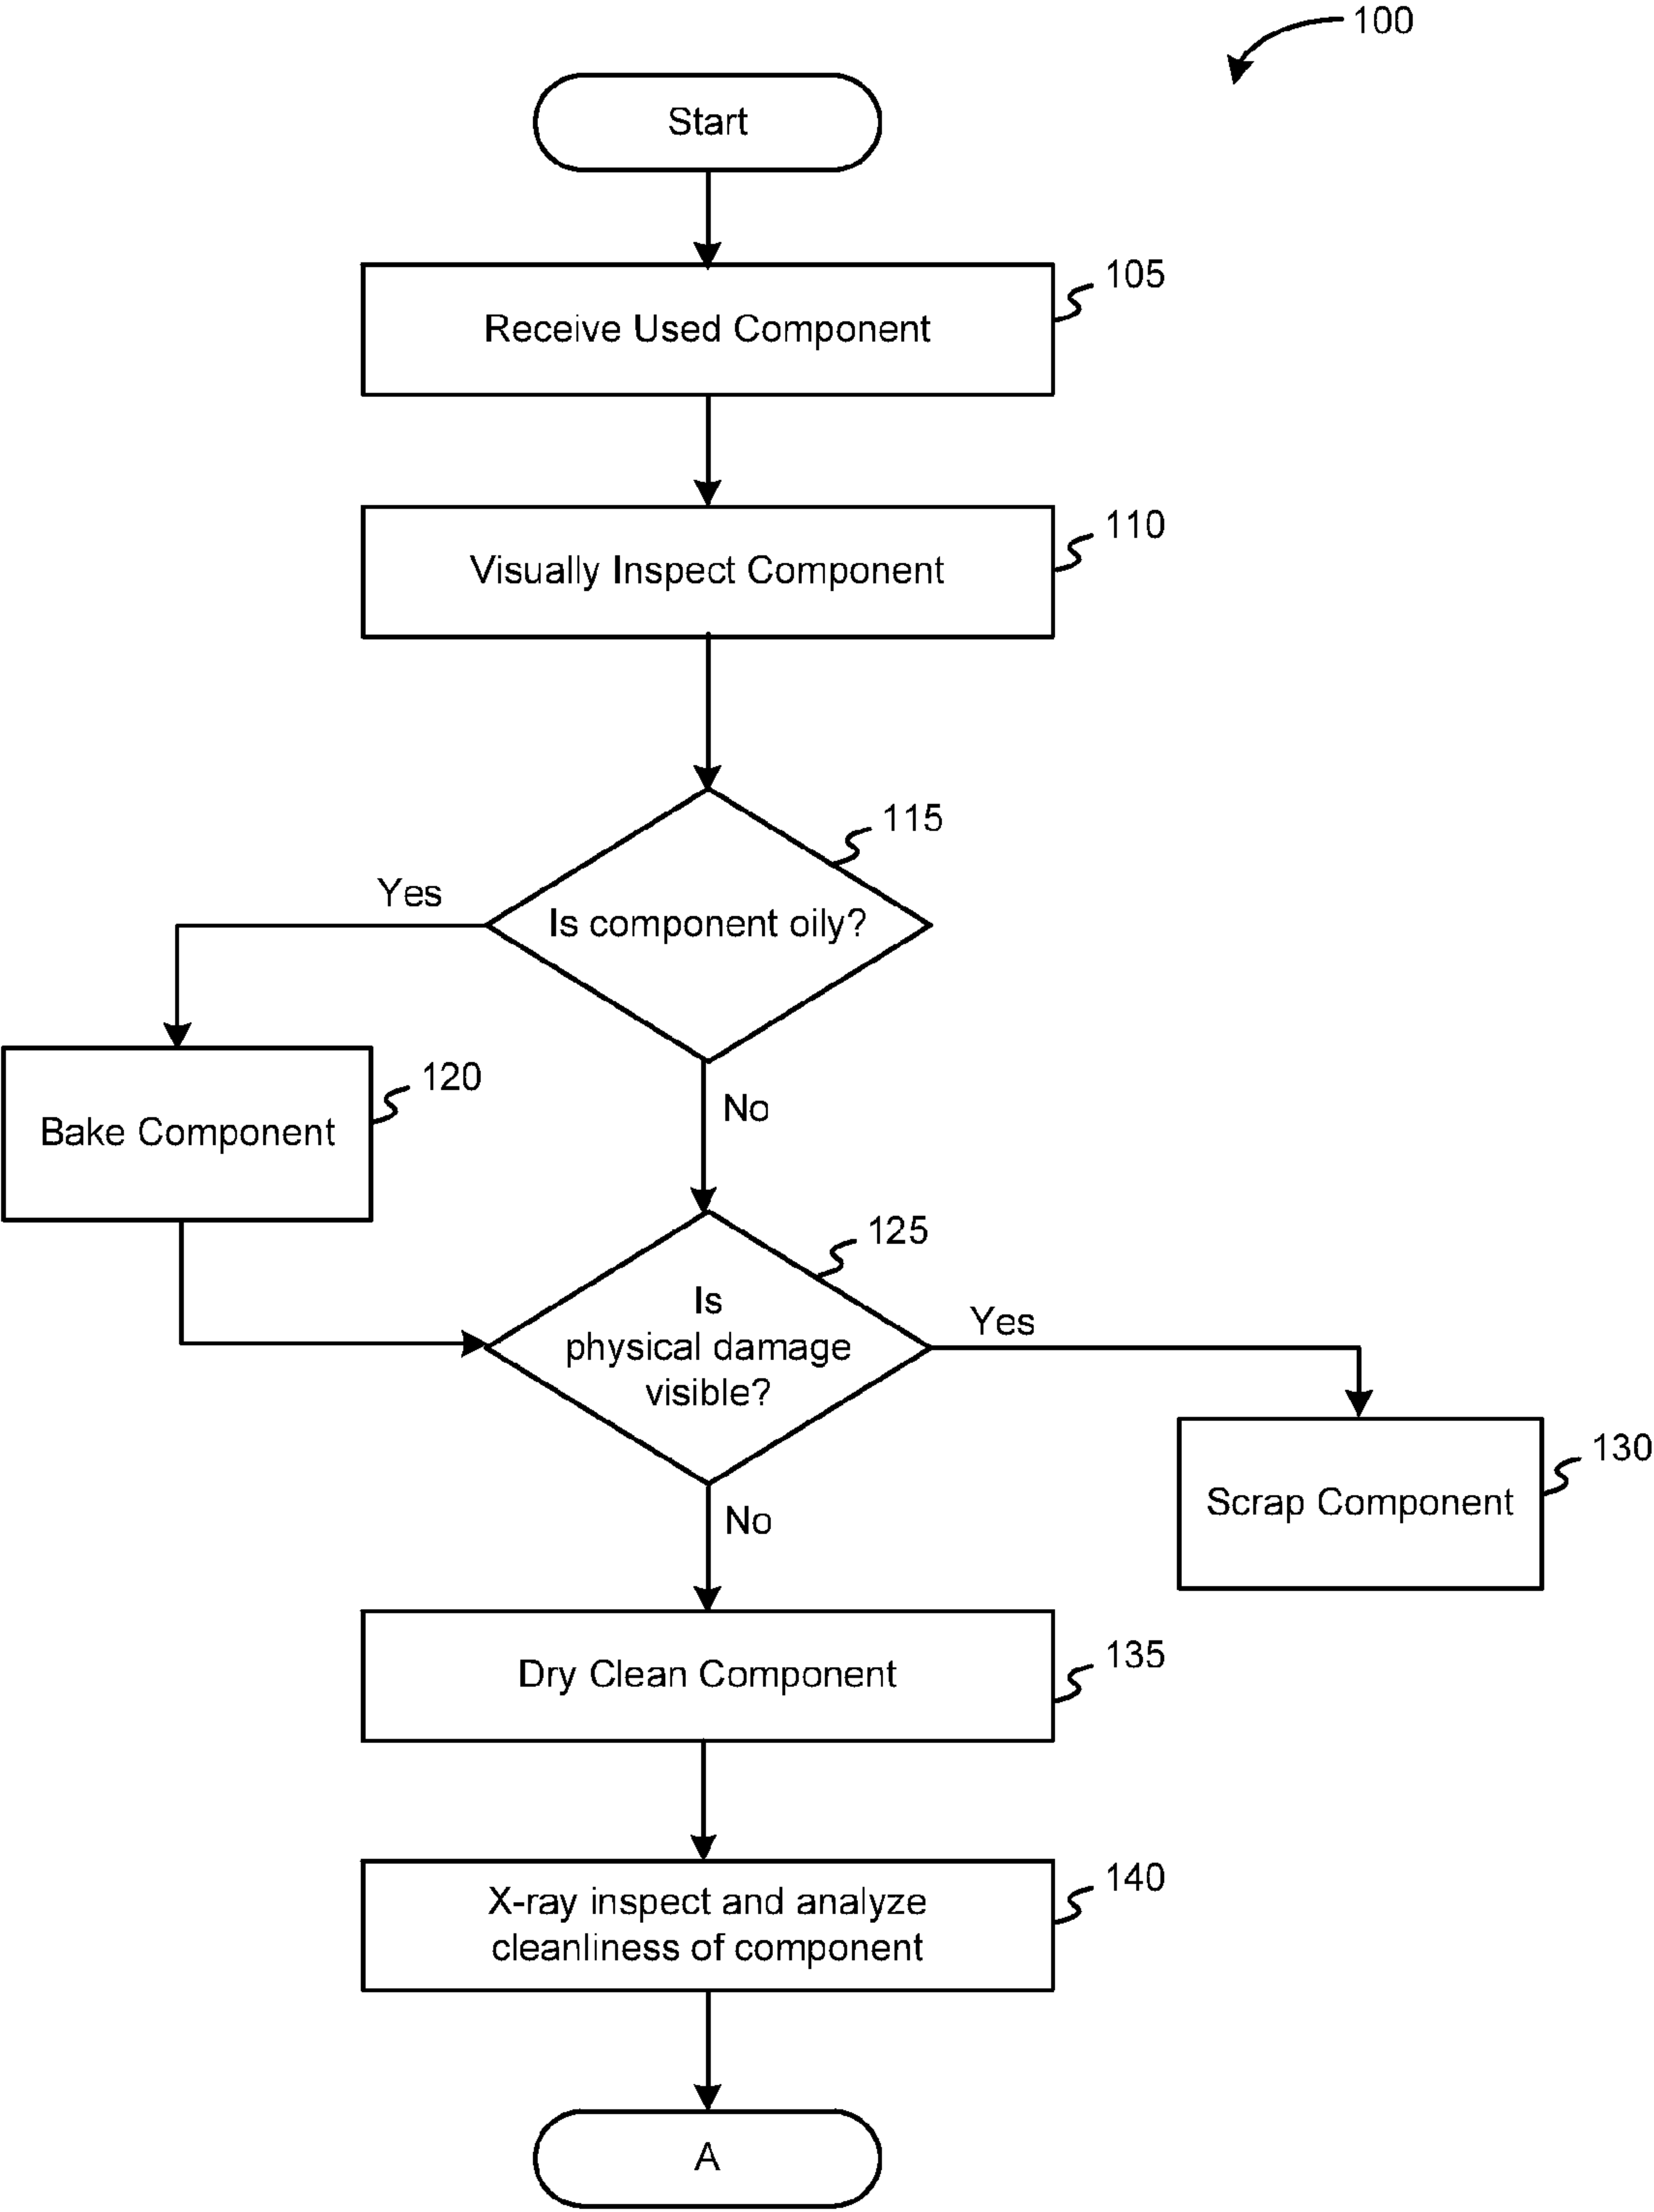 100
Start
105
Receive Used Component
110
Visually Inspect Component
115
Yes
Is component oily?
120
No
Bake Component
125
Is
physical damage
visible?
Yes
130
Scrap Component
No
135
Dry Clean Component
140
X-ray inspect and analyze
cleanliness of component
A